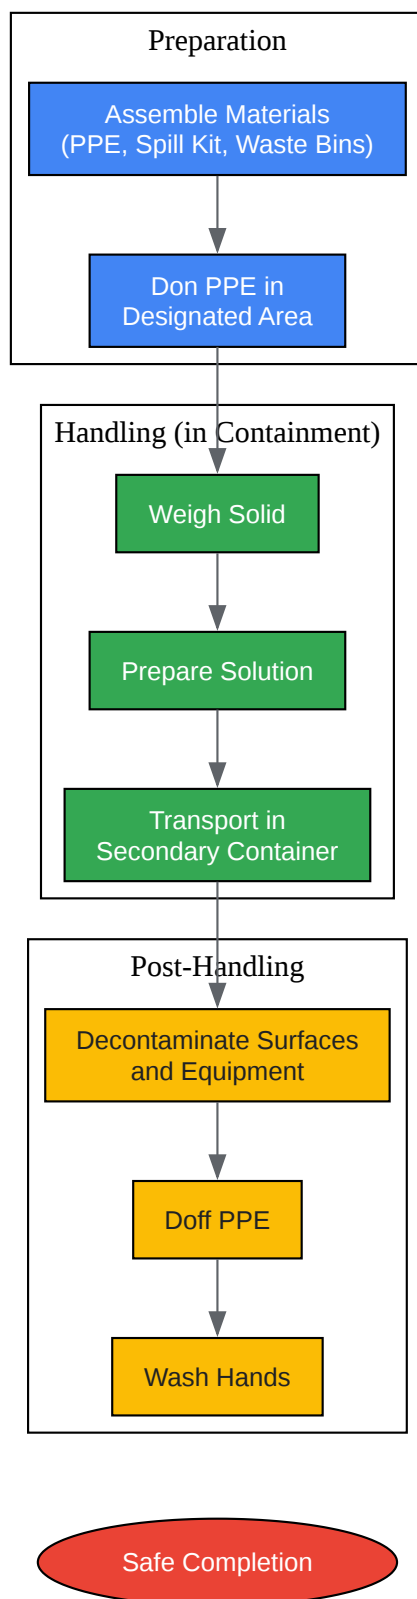 Preparation
Assemble Materials
(PPE, Spill Kit, Waste Bins)
Don PPE in
Designated Area
Handling (in Containment)
Weigh Solid
Prepare Solution
Transport in
Secondary Container
Post-Handling
Decontaminate Surfaces
and Equipment
Doff PPE
Wash Hands
Safe Completion